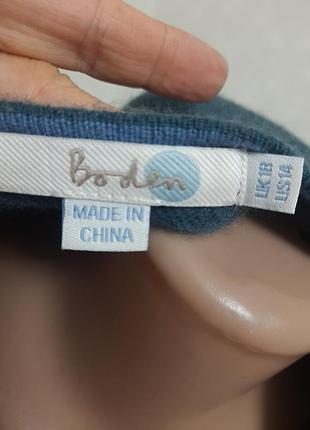 Boden
MADE IN
CHINA
UK18
US14